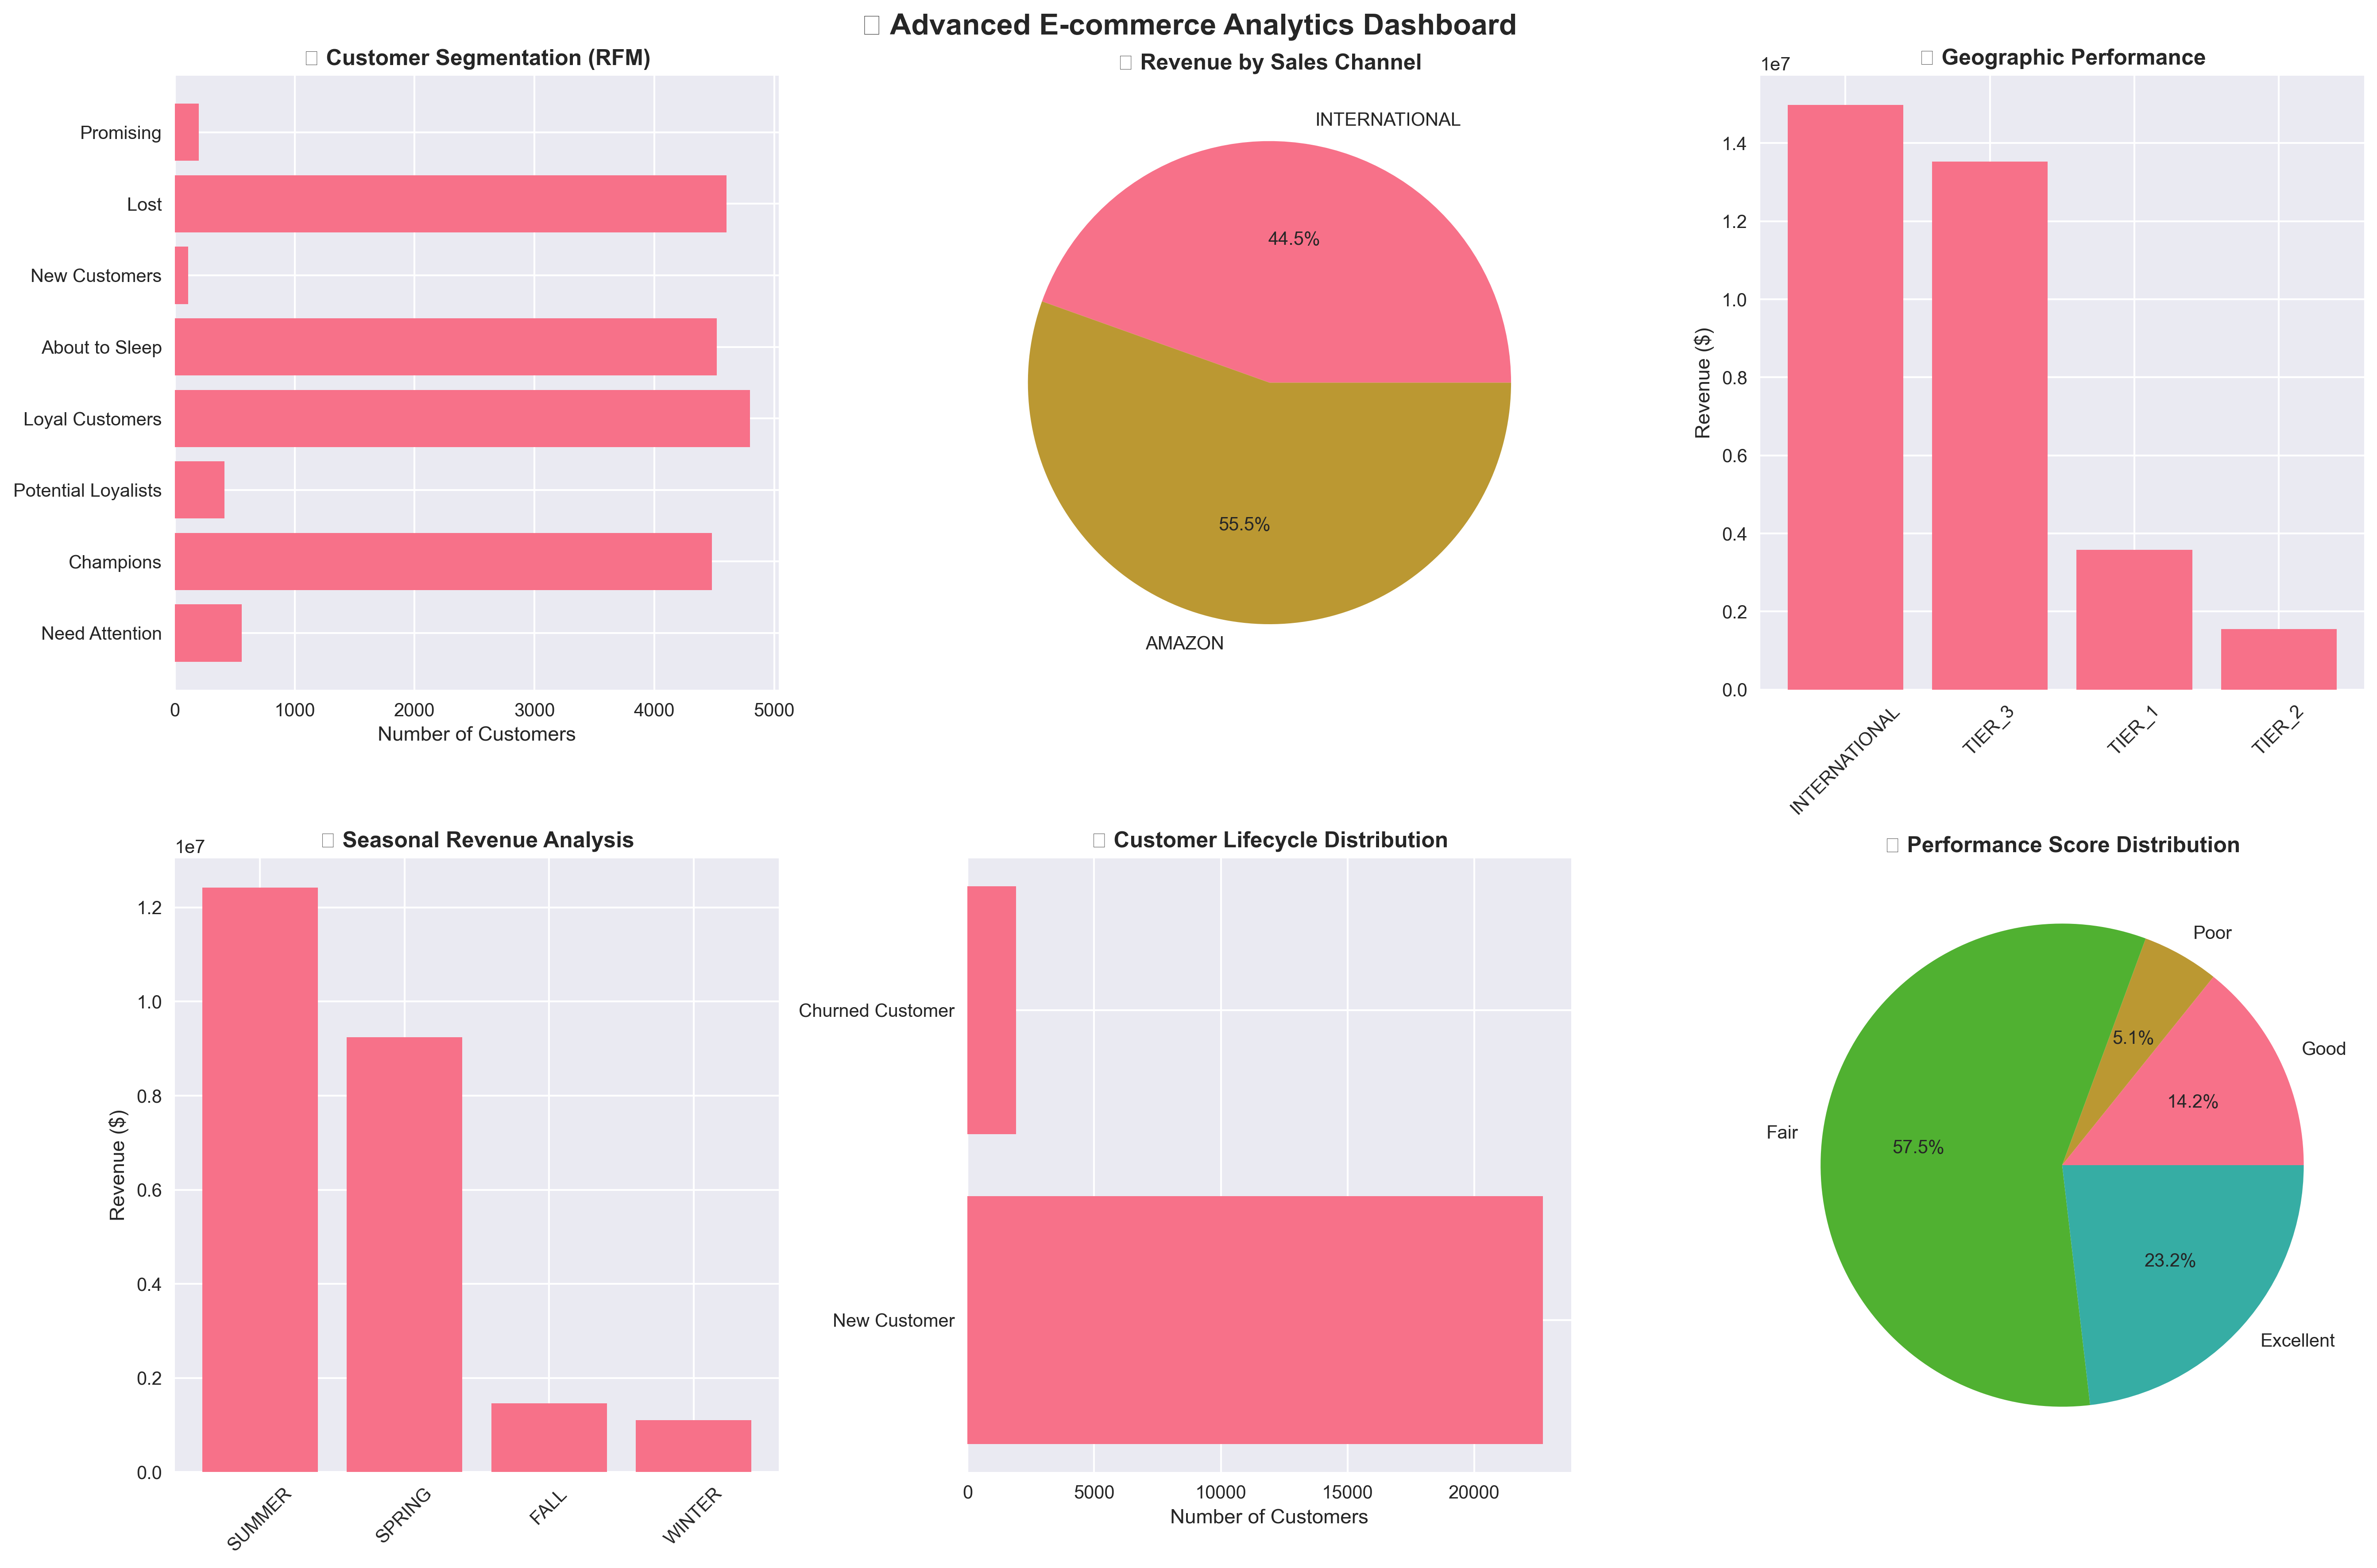 Advanced E-commerce Analytics Dashboard
Customer Segmentation (RFM)
Promising
Lost
New Customers
About to Sleep
Loyal Customers
Potential Loyalists
Champions
Need Attention
0 1000 2000 3000 4000 5000
Number of Customers
Revenue by Sales Channel
INTERNATIONAL
44.5%
55.5%
AMAZON
Geographic Performance
1e7
1.4
1.2
1.0
0.8
0.6
0.4
0.2
0.0
Revenue ($)
INTERNATIONAL TIER_3 TIER_1 TIER_2
Seasonal Revenue Analysis
1e7
1.2
1.0
0.8
0.6
0.4
0.2
0.0
Revenue ($)
SUMMER SPRING FALL WINTER
Customer Lifecycle Distribution
Churned Customer
New Customer
0 5000 10000 15000 20000
Number of Customers
Performance Score Distribution
Poor
5.1%
Good
14.2%
Fair
57.5%
23.2%
Excellent